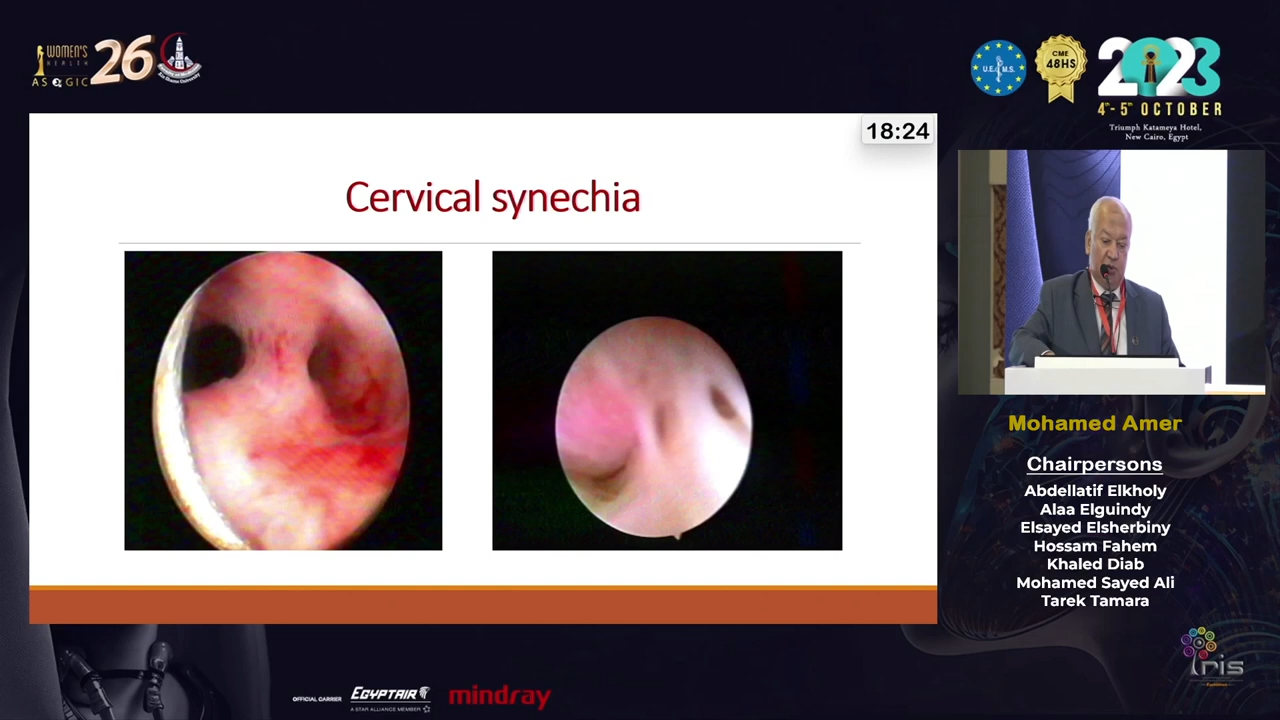 WOMEN'S
HEALTH
ASOGIC
26
U.E.M.S.
CME
48HS
2023
4th - 5th OCTOBER
Triumph Katameya Hotel,
New Cairo, Egypt
18:24
Cervical synechia
Mohamed Amer
Chairpersons
Abdellatif Elkholy
Alaa Elguindy
Elsayed Elsherbiny
Hossam Fahem
Khaled Diab
Mohamed Sayed Ali
Tarek Tamara
OFFICIAL CARRIER
EGYPTAIR
A STAR ALLIANCE MEMBER
mindray
Iris